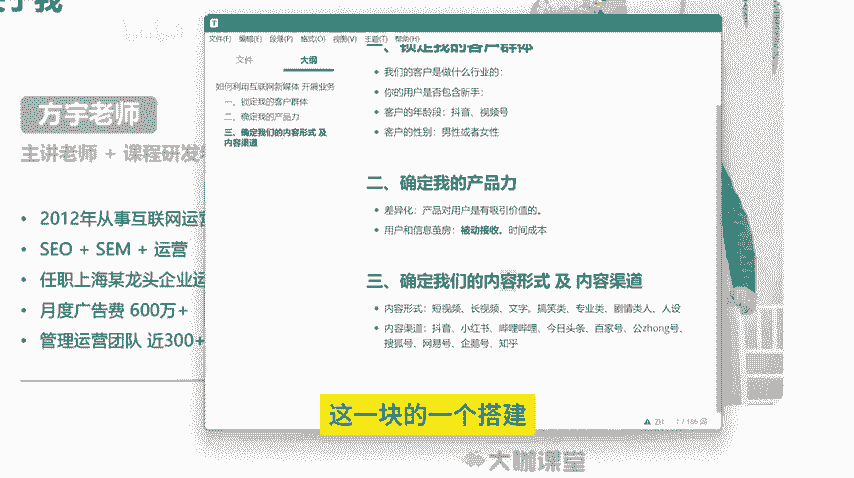 方宇老师
主讲老师 + 课程研发
• 2012年从事互联网运营
• SEO + SEM + 运营
• 任职上海某龙头企业运
• 月度广告费 600万+
• 管理运营团队 近300+
文件(F) 编辑(E) 段落(P) 格式(O) 视图(V) 主题(T) 帮助(H)
文件 大纲
如何利用互联网新媒体 开展业务
一、锁定我的客户群体
二、确定我的产品力
三、确定我们的内容形式 及
内容渠道
一、锁定我的客户群体
• 我们的客户是做什么行业的：
• 你的用户是否包含新手：
• 客户的年龄段：抖音、视频号
• 客户的性别：男性或者女性
二、确定我的产品力
• 差异化：产品对用户是有吸引价值的。
• 用户和信息茧房：被动接收。时间成本
三、确定我们的内容形式 及 内容渠道
• 内容形式：短视频、长视频、文字。搞笑类、专业类、剧情类人、人设
• 内容渠道：抖音、小红书、哔哩哔哩、今日头条、百家号、公zhong号、
搜狐号、网易号、企鹅号、知乎
这一块的一个搭建
大咖课堂